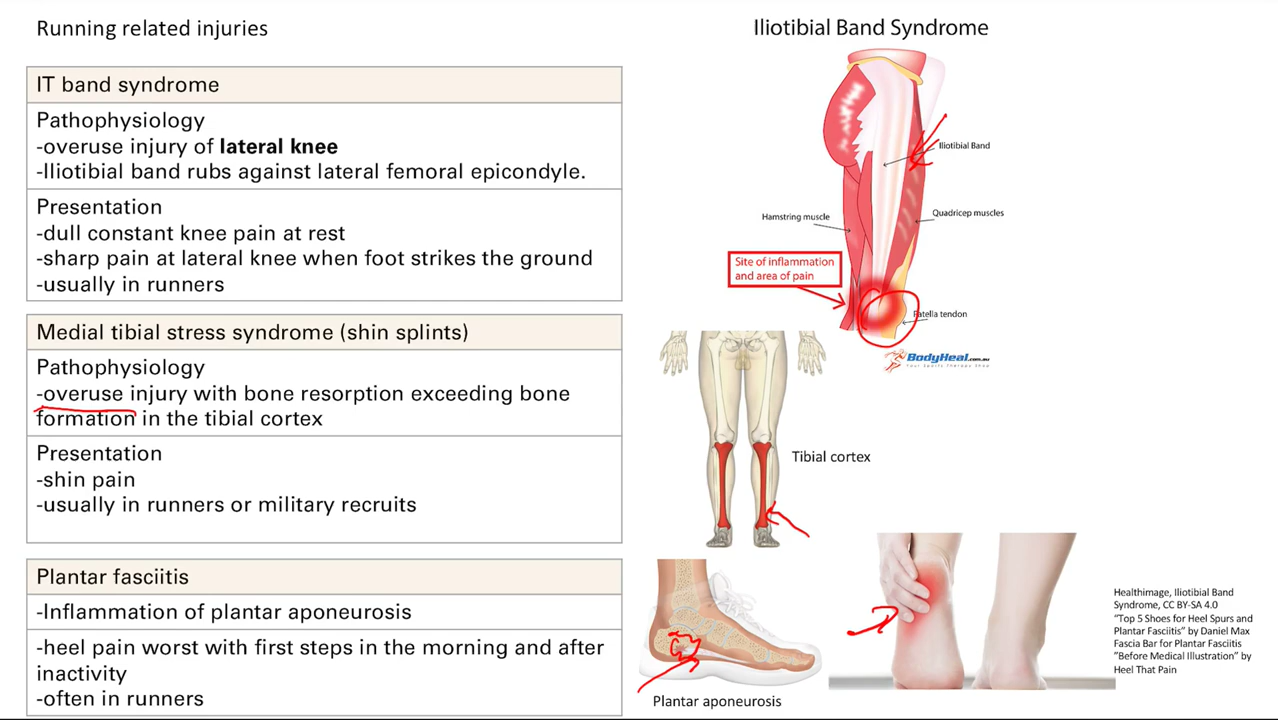 Running related injuries
IT band syndrome
Pathophysiology
-overuse injury of lateral knee
-Iliotibial band rubs against lateral femoral epicondyle.
Presentation
-dull constant knee pain at rest
-sharp pain at lateral knee when foot strikes the ground
-usually in runners
Medial tibial stress syndrome (shin splints)
Pathophysiology
-overuse injury with bone resorption exceeding bone
formation in the tibial cortex
Presentation
-shin pain
-usually in runners or military recruits
Plantar fasciitis
-Inflammation of plantar aponeurosis
-heel pain worst with first steps in the morning and after
inactivity
-often in runners
Iliotibial Band Syndrome
Iliotibial Band
Hamstring muscle
Quadricep muscles
Site of inflammation
and area of pain
Patella tendon
BodyHeal.com.au
Your Sports Therapy Shop
Tibial cortex
Plantar aponeurosis
Healthimage, Iliotibial Band
Syndrome, CC BY-SA 4.0
"Top 5 Shoes for Heel Spurs and
Plantar Fasciitis" by Daniel Max
Fascia Bar for Plantar Fasciitis
"Before Medical Illustration" by
Heel That Pain